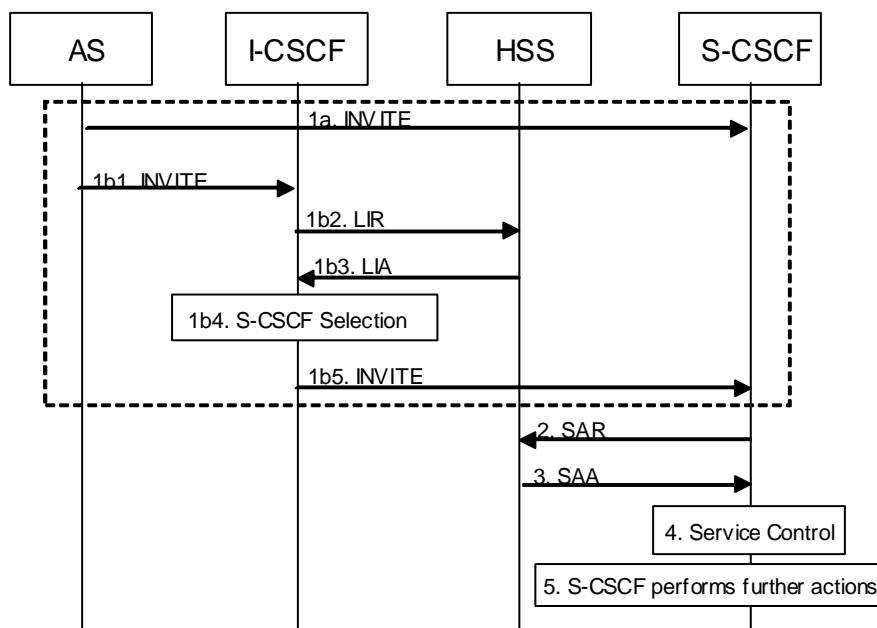 AS
I-CSCF
HSS
S-CSCF
1a. INVITE
1b1. INVITE
1b2. LIR
1b3. LIA
1b4. S-CSCF Selection
1b5. INVITE
2. SAR
3. SAA
4. Service Control
5. S-CSCF performs further actions